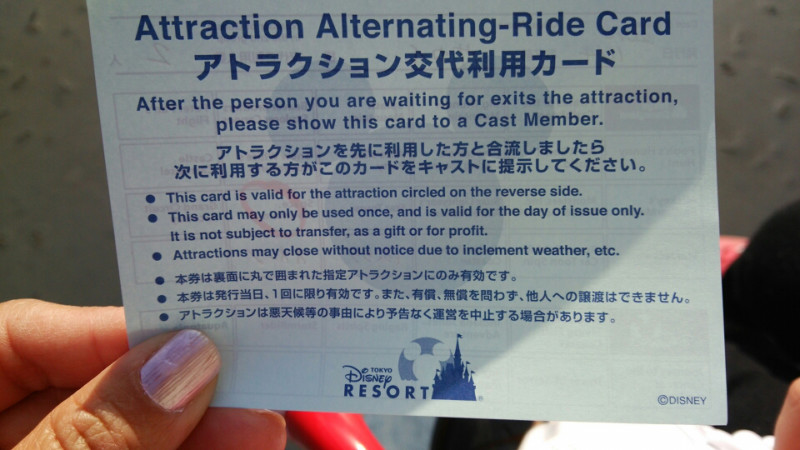 Attraction Alternating-Ride Card
アトラクション交代利用カード
After the person you are waiting for exits the attraction,
please show this card to a Cast Member.
アトラクションを先に利用した方と合流しましたら
次に利用する方がこのカードをキャストに提示してください。
● This card is valid for the attraction circled on the reverse side.
● This card may only be used once, and is valid for the day of issue only.
It is not subject to transfer, as a gift or for profit.
● Attractions may close without notice due to inclement weather, etc.
● 本券は裏面に丸で囲まれた指定アトラクションにのみ有効です。
● 本券は発行当日、1回に限り有効です。また、有償、無償を問わず、他人への譲渡はできません。
● アトラクションは悪天候等の事由により予告なく運営を中止する場合があります。
TOKYO
Disney
RESORT®
©DISNEY